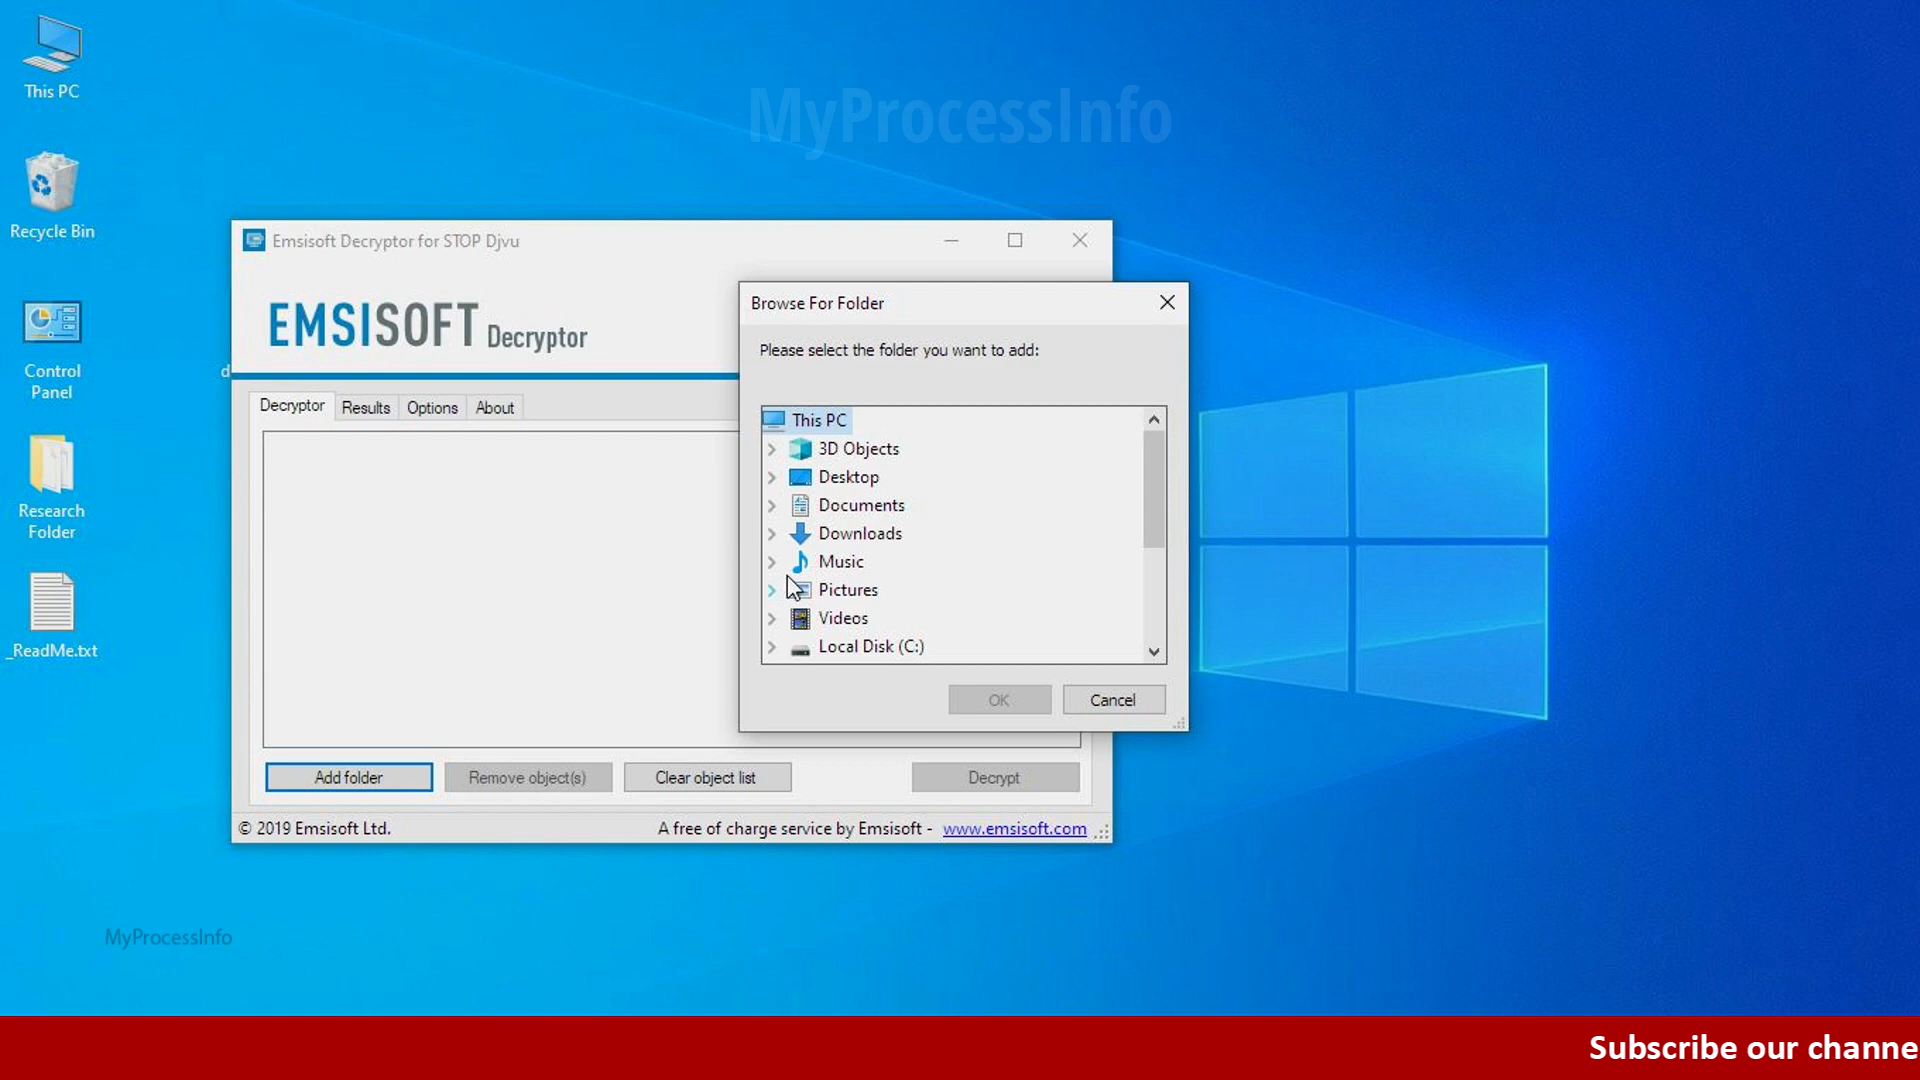 This PC
MyProcessInfo
Recycle Bin
Emsisoft Decryptor for STOP Djvu
EMSISOFT Decryptor
Browse For Folder
Please select the folder you want to add:
Control
Panel
d
Decryptor
Results
Options
About
This PC
3D Objects
Desktop
Documents
Downloads
Music
Pictures
Videos
Local Disk (C:)
OK
Cancel
Research
Folder
_ReadMe.txt
Add folder
Remove object(s)
Clear object list
Decrypt
© 2019 Emsisoft Ltd.
A free of charge service by Emsisoft - www.emsisoft.com
MyProcessInfo
Subscribe our channe